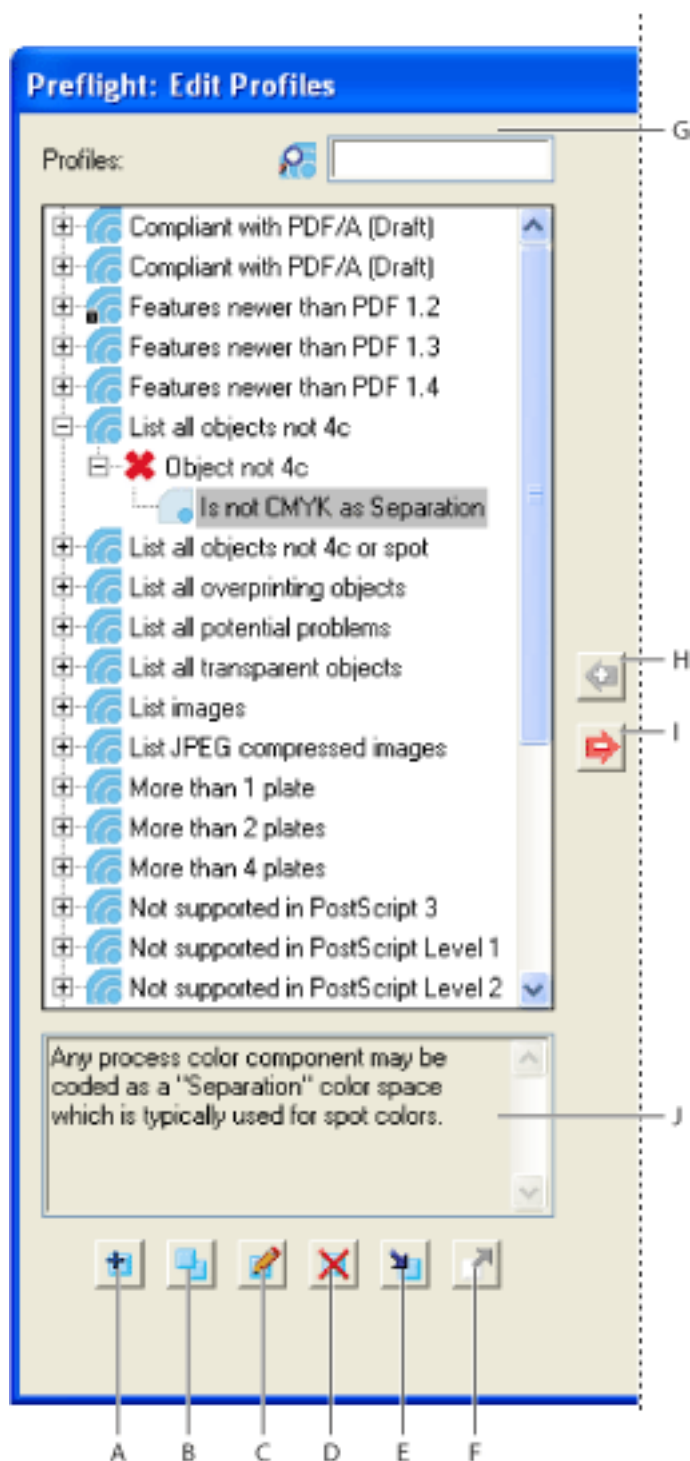 Preflight: Edit Profiles
G
Profiles:
Compliant with PDF/A (Draft)
Compliant with PDF/A (Draft)
Features newer than PDF 1.2
Features newer than PDF 1.3
Features newer than PDF 1.4
List all objects not 4c
Object not 4c
Is not CMYK as Separation
List all objects not 4c or spot
List all overprinting objects
List all potential problems
List all transparent objects
H
List images
I
List JPEG compressed images
More than 1 plate
More than 2 plates
More than 4 plates
Not supported in PostScript 3
Not supported in PostScript Level 1
Not supported in PostScript Level 2
Any process color component may be
coded as a "Separation" color space
which is typically used for spot colors.
J
A B C D E F